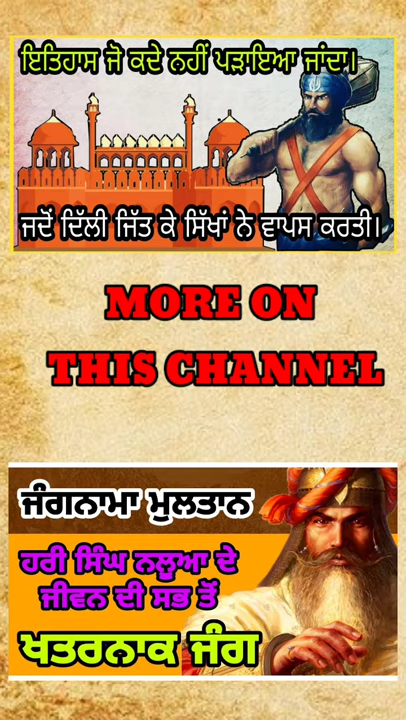 ਇਤਿਹਾਸ ਜੋ ਕਦੇ ਨਹੀਂ ਪੜਾਇਆ ਜਾਂਦਾ।
ਜਦੋਂ ਦਿੱਲੀ ਜਿੱਤ ਕੇ ਸਿੱਖਾਂ ਨੇ ਵਾਪਸ ਕਰਤੀ।
MORE ON
THIS CHANNEL
ਜੰਗਨਾਮਾ ਮੁਲਤਾਨ
ਹਰੀ ਸਿੰਘ ਨਲੂਆ ਦੇ
ਜੀਵਨ ਦੀ ਸਭ ਤੋਂ
ਖਤਰਨਾਕ ਜੰਗ